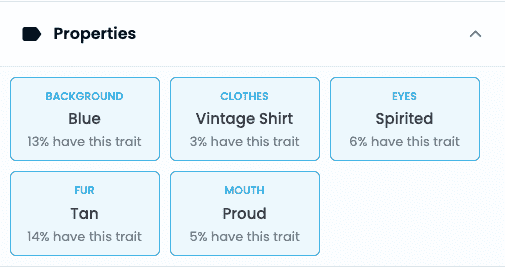 Properties
BACKGROUND
Blue
13% have this trait
CLOTHES
Vintage Shirt
3% have this trait
EYES
Spirited
6% have this trait
FUR
Tan
14% have this trait
MOUTH
Proud
5% have this trait